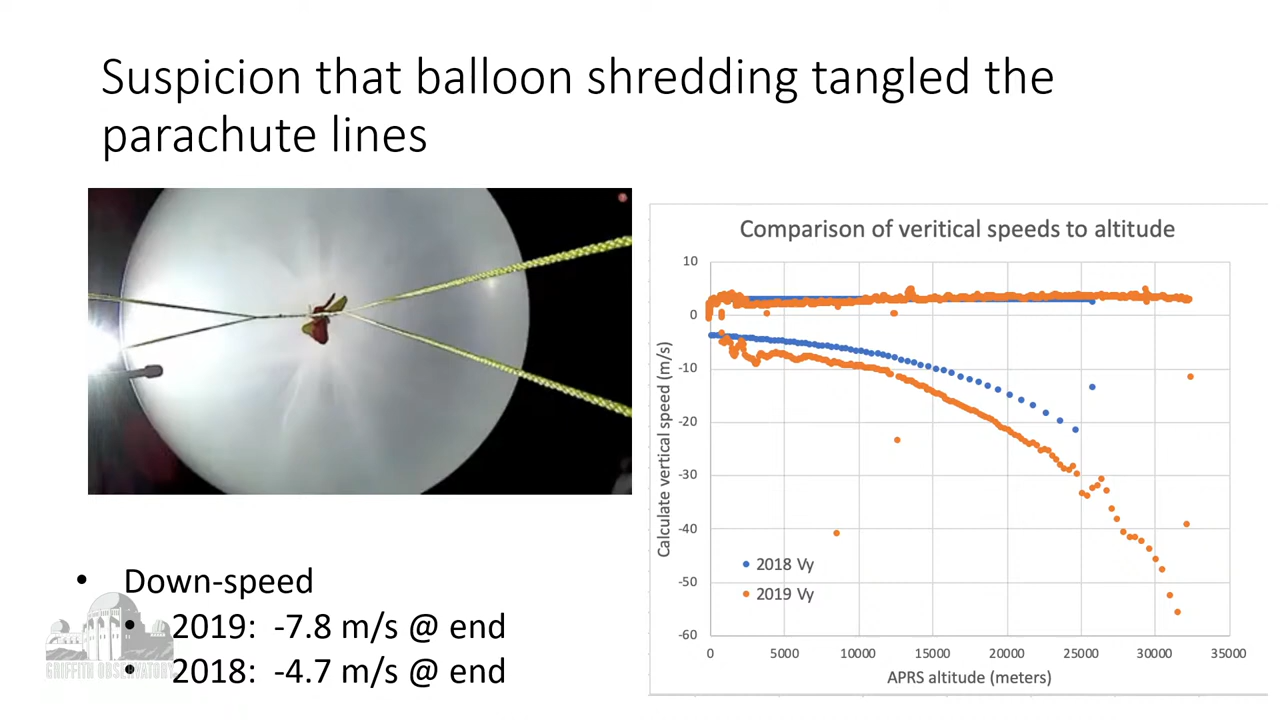 Suspicion that balloon shredding tangled the
parachute lines
Comparison of veritical speeds to altitude
Calculate vertical speed (m/s)
10
0
-10
-20
-30
-40
-50
-60
2018 Vy
2019 Vy
0 5000 10000 15000 20000 25000 30000 35000
APRS altitude (meters)
• Down-speed
• 2019: -7.8 m/s @ end
• 2018: -4.7 m/s @ end
GRIFFITH OBSERVATORY